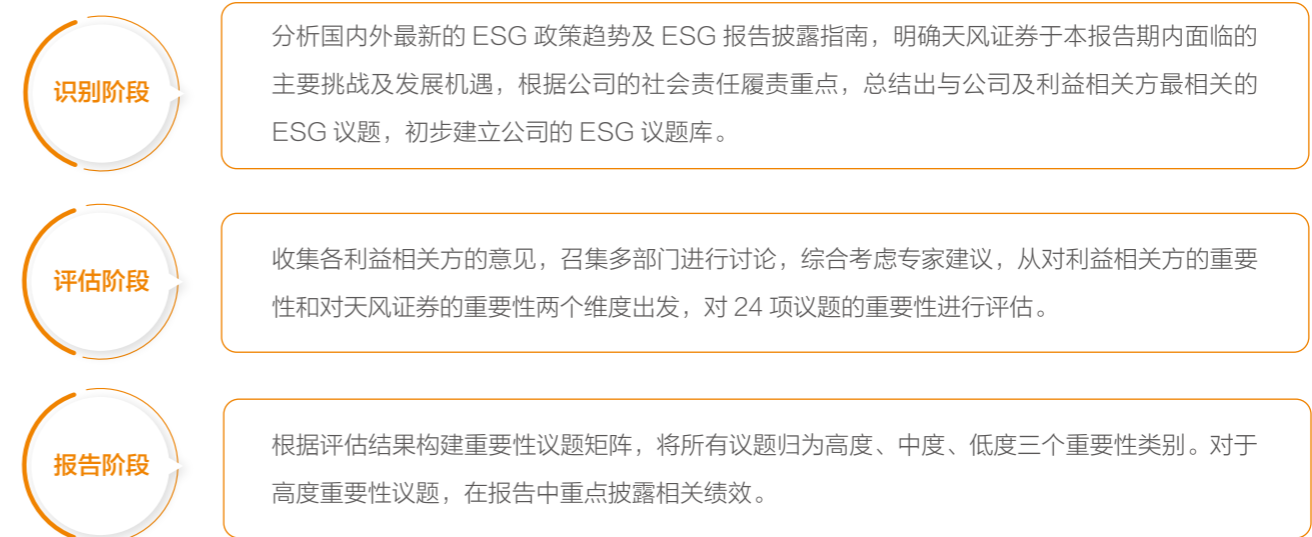 识别阶段
分析国内外最新的 ESG 政策趋势及 ESG 报告披露指南，明确天风证券于本报告期内面临的
主要挑战及发展机遇，根据公司的社会责任履责重点，总结出与公司及利益相关方最相关的
ESG 议题，初步建立公司的 ESG 议题库。
评估阶段
收集各利益相关方的意见，召集多部门进行讨论，综合考虑专家建议，从对利益相关方的重要
性和对天风证券的重要性两个维度出发，对 24 项议题的重要性进行评估。
报告阶段
根据评估结果构建重要性议题矩阵，将所有议题归为高度、中度、低度三个重要性类别。对于
高度重要性议题，在报告中重点披露相关绩效。